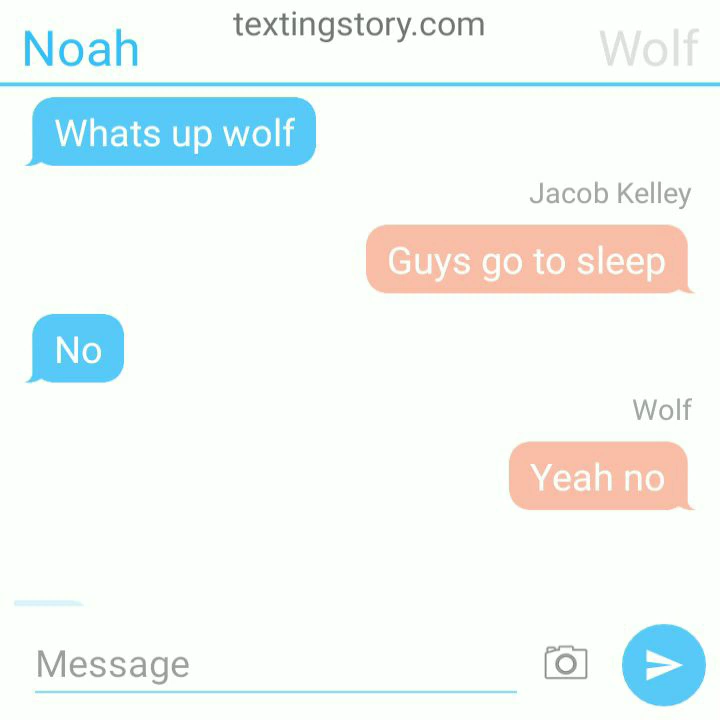 textingstory.com
Noah
Wolf
Whats up wolf
Jacob Kelley
Guys go to sleep
No
Wolf
Yeah no
Message